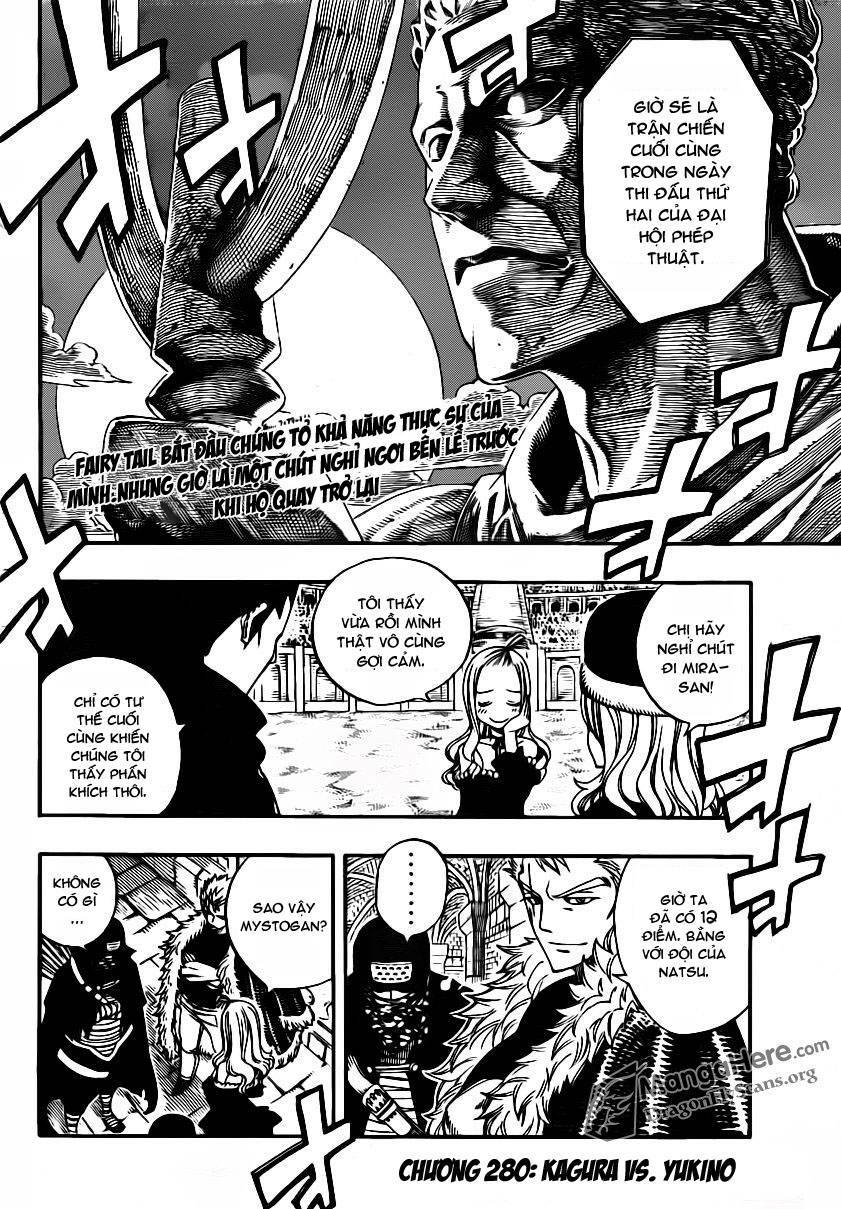 GIỜ SẼ LÀ
TRẬN CHIẾN
CUỐI CÙNG
TRONG NGÀY
THI ĐẤU THỨ
HAI CỦA ĐẠI
HỘI PHÉP
THUẬT.
FAIRY TAIL BẮT ĐẦU CHỨNG TỎ KHẢ NĂNG THỰC SỰ CỦA
MÌNH. NHƯNG GIỜ LÀ MỘT CHÚT NGHỈ NGƠI BÊN LỀ TRƯỚC
KHI HỌ QUAY TRỞ LẠI
CHỊ HÃY
NGHỈ CHÚT
ĐI MIRA-
SAN!
TÔI THẤY
VỪA RỒI MÌNH
THẬT VÔ CÙNG
GỢI CẢM.
CHỈ CÓ TƯ
THẾ CUỐI
CÙNG KHIẾN
CHÚNG TÔI
THẤY PHẤN
KHÍCH THÔI.
GIỜ TA
ĐÃ CÓ 12
ĐIỂM. BẰNG
VỚI ĐỘI CỦA
NATSU.
SAO VẬY
MYSTOGAN?
KHÔNG
CÓ GÌ
...
MangaHere.com
DragonFScans.org
CHƯƠNG 280: KAGURA VS. YUKINO